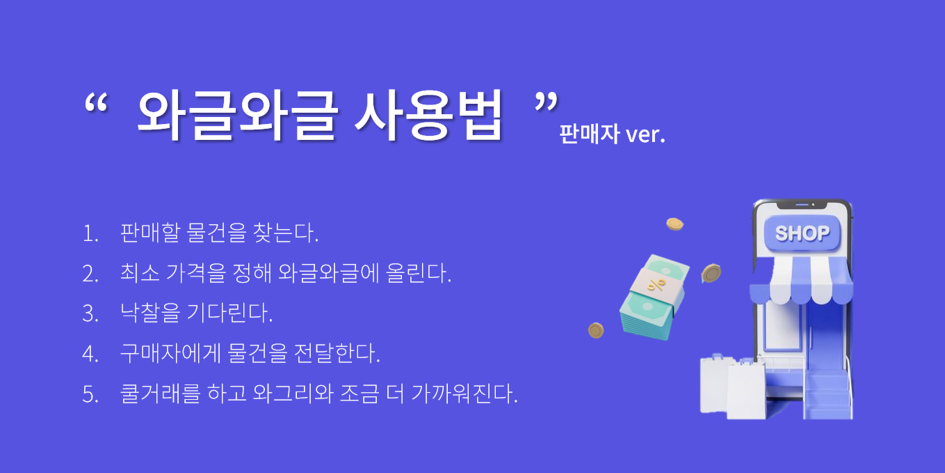 “ 와글와글 사용법 ”
판매자 ver.
1. 판매할 물건을 찾는다.
2. 최소 가격을 정해 와글와글에 올린다.
3. 낙찰을 기다린다.
4. 구매자에게 물건을 전달한다.
5. 쿨거래를 하고 와그리와 조금 더 가까워진다.
SHOP
%